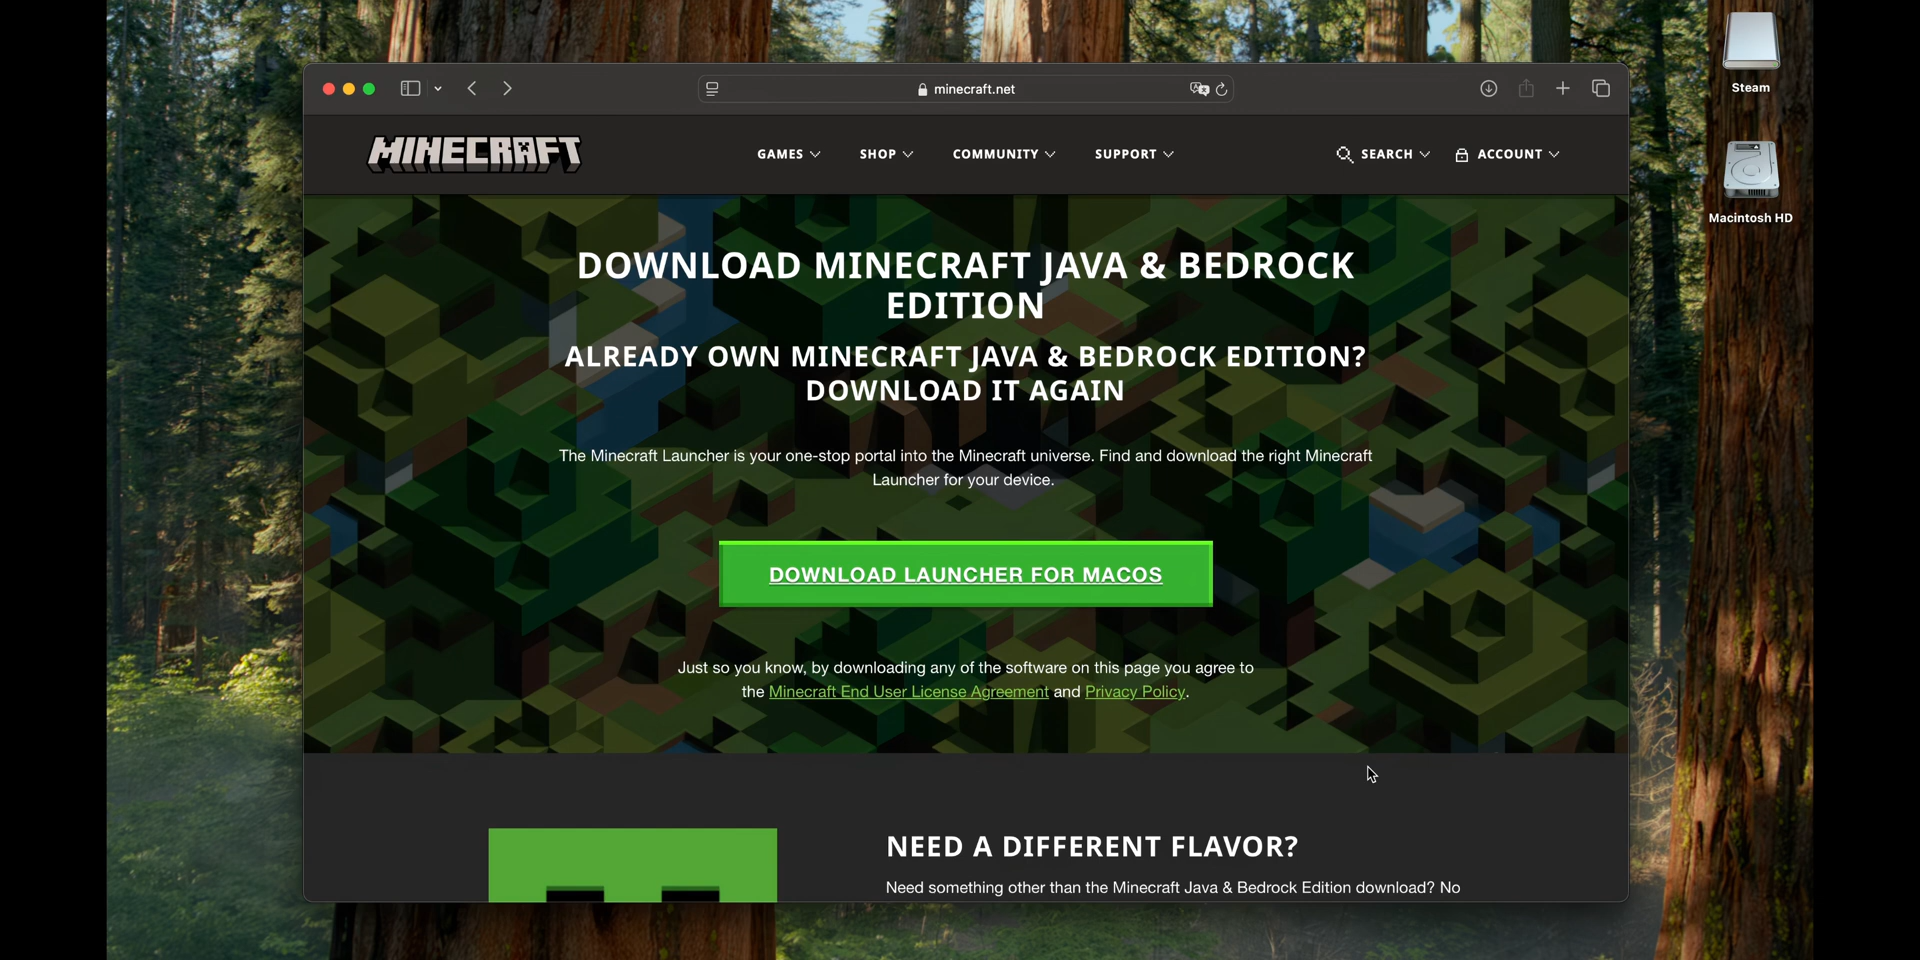 minecraft.net
Steam
MINECRAFT
GAMES
SHOP
COMMUNITY
SUPPORT
SEARCH
ACCOUNT
Macintosh HD
DOWNLOAD MINECRAFT JAVA & BEDROCK
EDITION
ALREADY OWN MINECRAFT JAVA & BEDROCK EDITION?
DOWNLOAD IT AGAIN
The Minecraft Launcher is your one-stop portal into the Minecraft universe. Find and download the right Minecraft
Launcher for your device.
DOWNLOAD LAUNCHER FOR MACOS
Just so you know, by downloading any of the software on this page you agree to
the Minecraft End User License Agreement and Privacy Policy.
NEED A DIFFERENT FLAVOR?
Need something other than the Minecraft Java & Bedrock Edition download? No